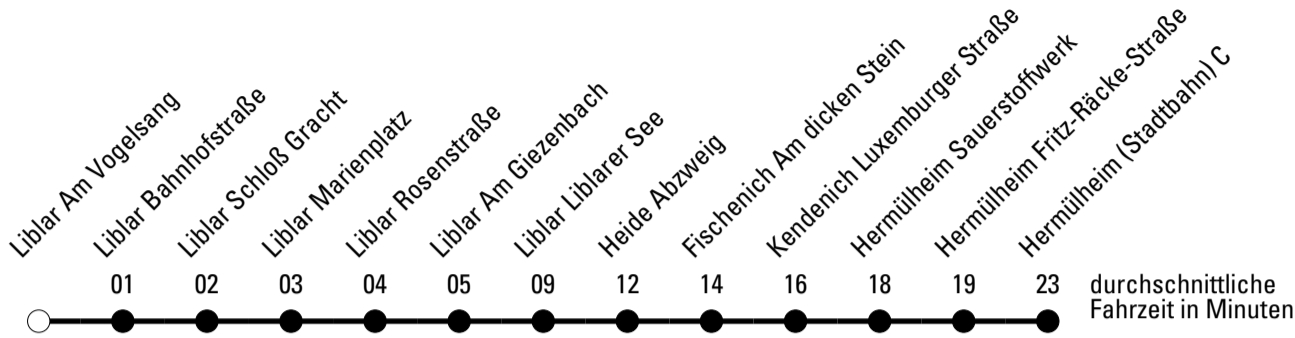 Liblar Am Vogelsang
Liblar Bahnhofstraße
Liblar Schloß Gracht
Liblar Marienplatz
Liblar Rosenstraße
Liblar Am Giezenbach
Liblar Liblarer See
Heide Abzweig
Fischenich Am dicken Stein
Kendenich Luxemburger Straße
Hermülheim Sauerstoffwerk
Hermülheim Fritz-Räcke-Straße
Hermülheim (Stadtbahn) C
01 02 03 04 05 09 12 14 16 18 19 23
durchschnittliche
Fahrzeit in Minuten